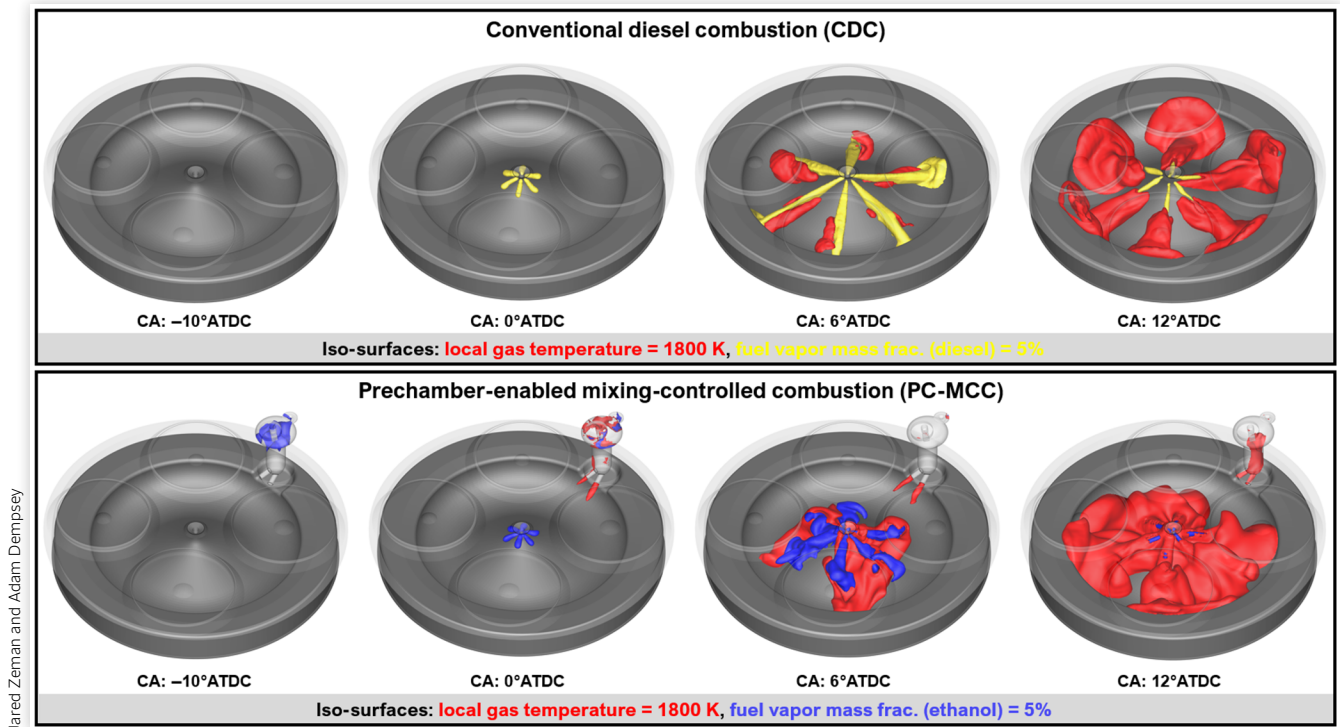 Conventional diesel combustion (CDC)
CA: –10°ATDC
CA: 0°ATDC
CA: 6°ATDC
CA: 12°ATDC
Iso-surfaces: local gas temperature = 1800 K, fuel vapor mass frac. (diesel) = 5%
Prechamber-enabled mixing-controlled combustion (PC-MCC)
CA: –10°ATDC
CA: 0°ATDC
CA: 6°ATDC
CA: 12°ATDC
Iso-surfaces: local gas temperature = 1800 K, fuel vapor mass frac. (ethanol) = 5%
Jared Zeman and Adam Dempsey